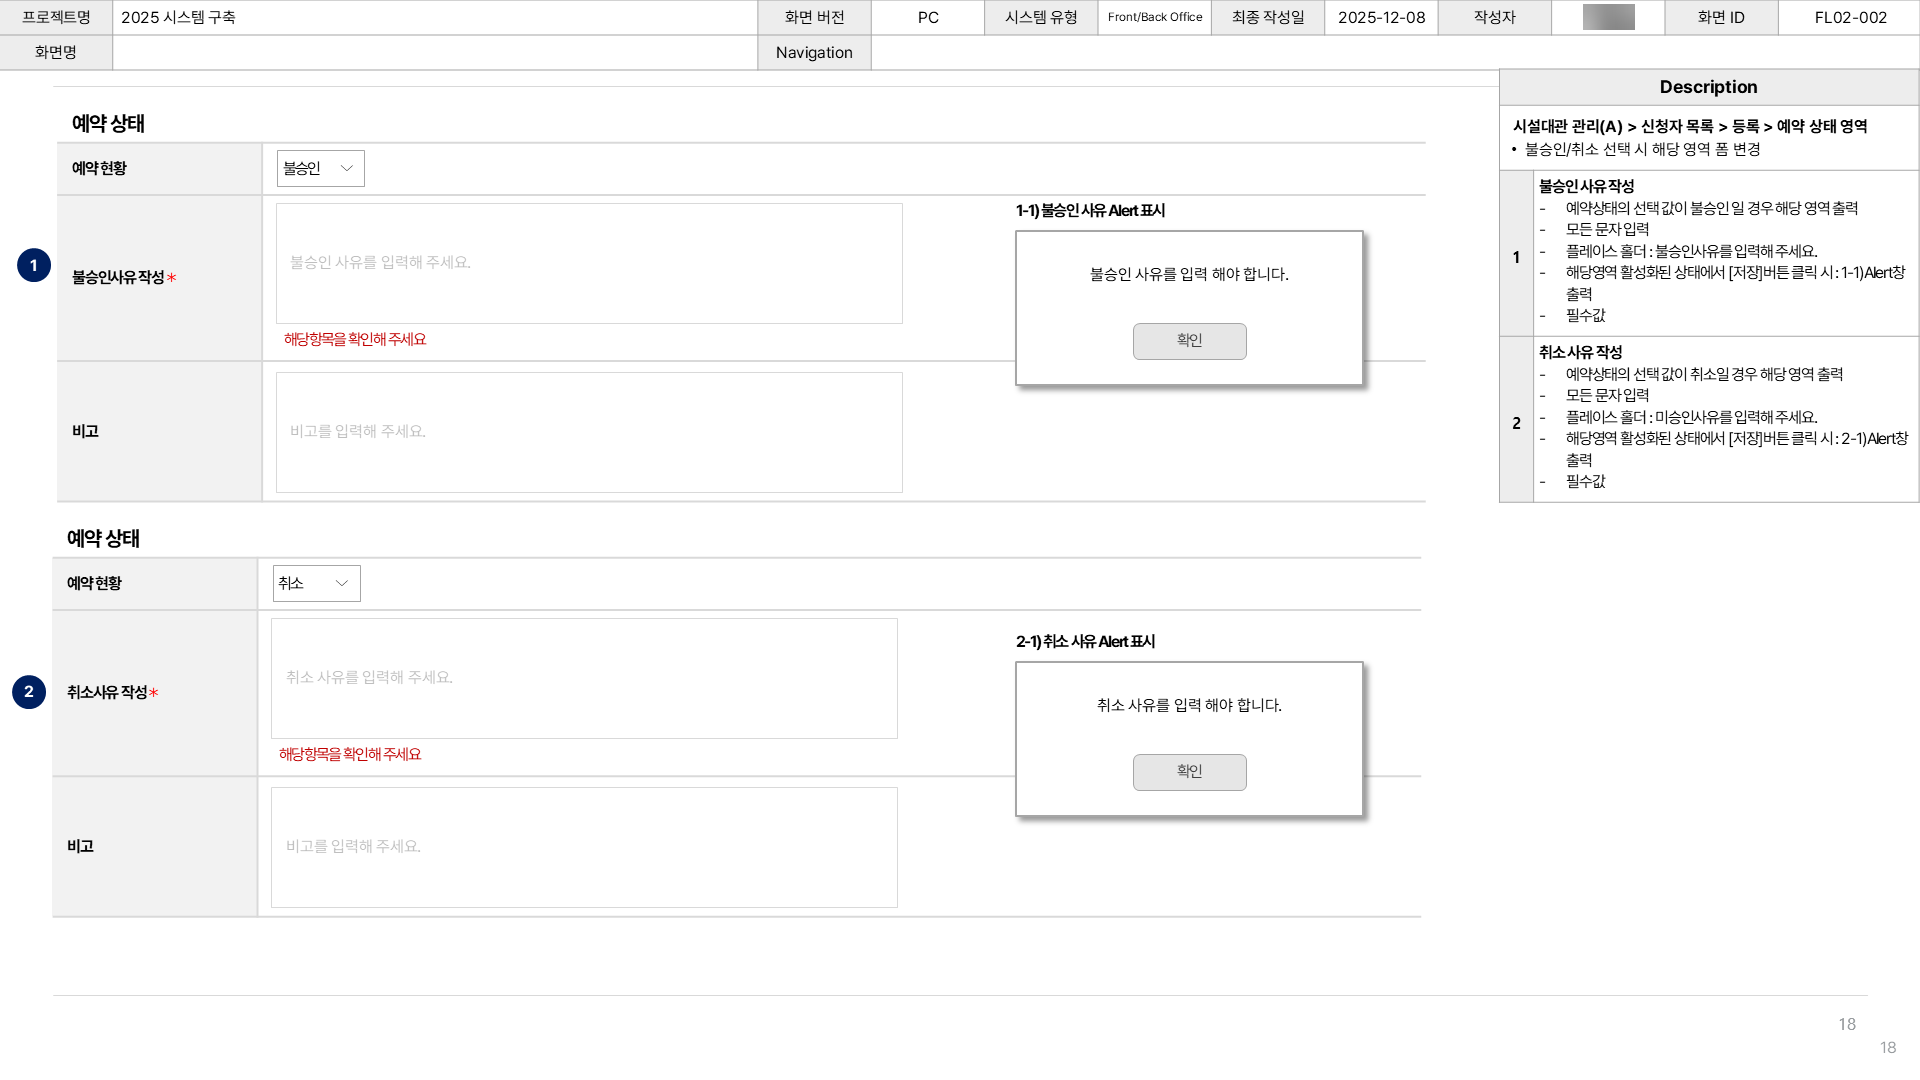 프로젝트명 2025 시스템 구축 화면 버전 PC 시스템 유형 Front/Back Office 최종 작성일 2025-12-08 작성자 화면 ID FL02-002
화면명 Navigation
예약 상태
예약 현황 불승인
1
불승인사유 작성*
불승인 사유를 입력해 주세요.
해당항목을 확인해 주세요
비고
비고를 입력해 주세요.
1-1) 불승인 사유 Alert 표시
불승인 사유를 입력 해야 합니다.
확인
예약 상태
예약 현황 취소
2
취소사유 작성*
취소 사유를 입력해 주세요.
해당항목을 확인해 주세요
비고
비고를 입력해 주세요.
2-1) 취소 사유 Alert 표시
취소 사유를 입력 해야 합니다.
확인
Description
시설대관 관리(A) > 신청자 목록 > 등록 > 예약 상태 영역
• 불승인/취소 선택 시 해당 영역 폼 변경
1
불승인 사유 작성
- 예약상태의 선택 값이 불승인 일 경우 해당 영역 출력
- 모든 문자 입력
- 플레이스 홀더 : 불승인사유를 입력해 주세요.
- 해당영역 활성화된 상태에서 [저장]버튼 클릭 시 : 1-1)Alert창
출력
- 필수값
2
취소 사유 작성
- 예약상태의 선택 값이 취소일 경우 해당 영역 출력
- 모든 문자 입력
- 플레이스 홀더 : 미승인사유를 입력해 주세요.
- 해당영역 활성화된 상태에서 [저장]버튼 클릭 시 : 2-1)Alert창
출력
- 필수값
18
18